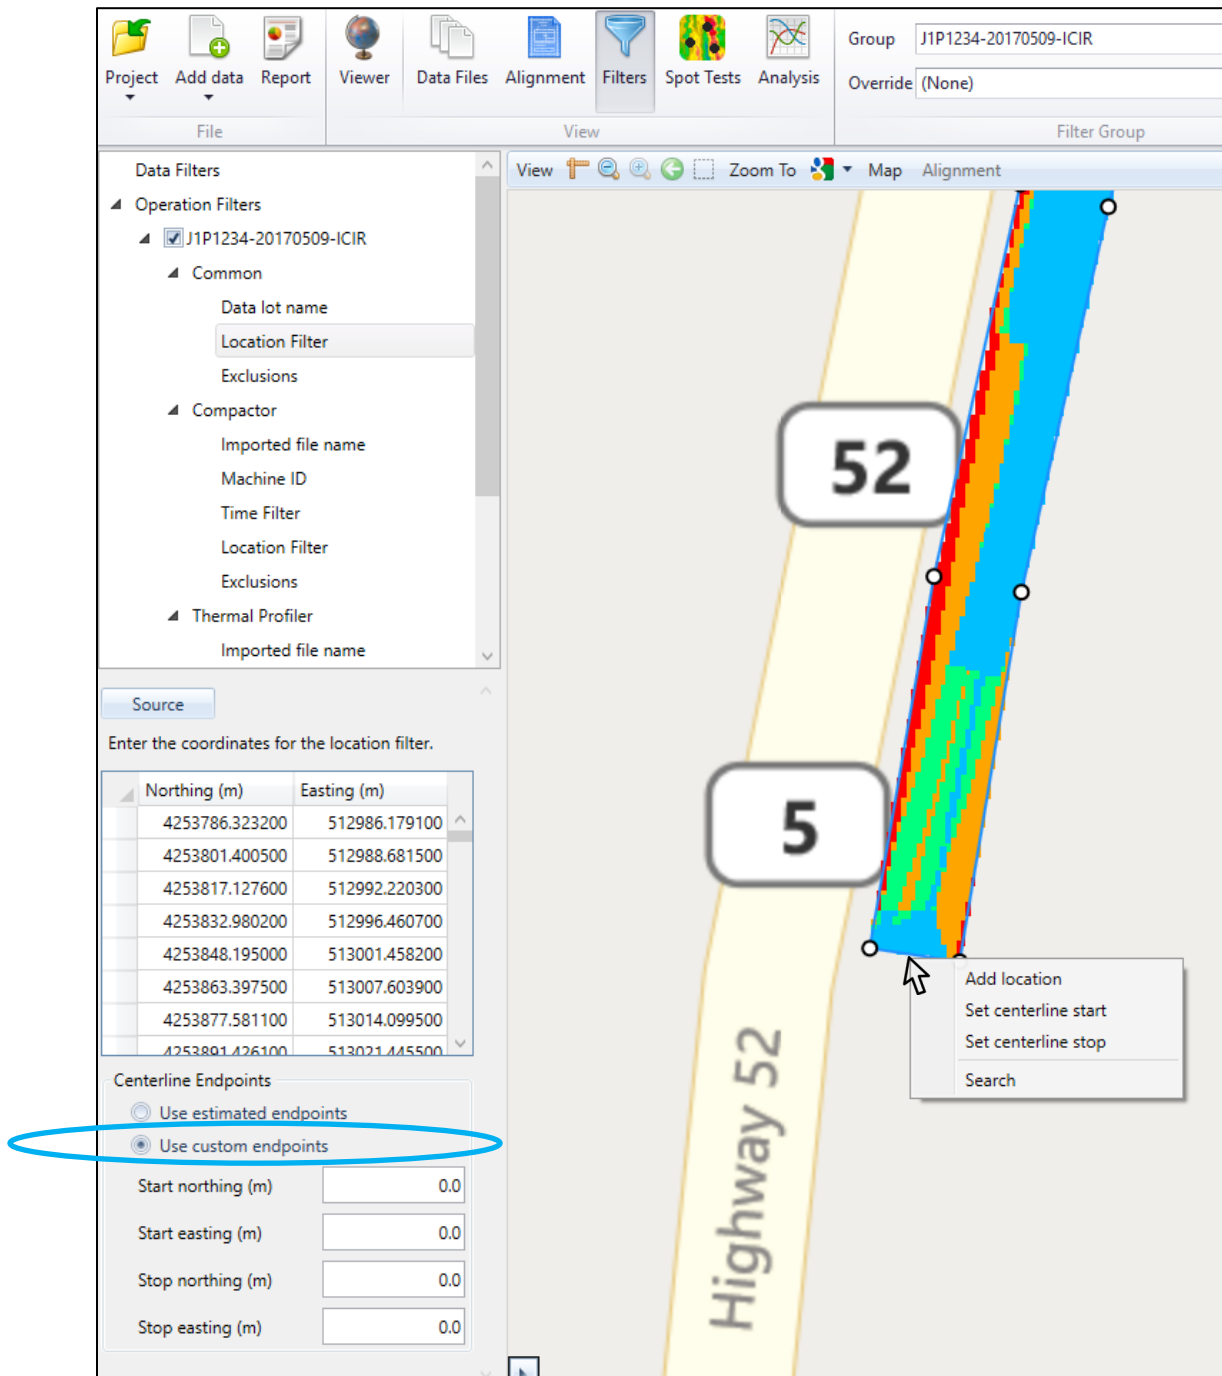 Project
Add data
Report
Viewer
Data Files
Alignment
Filters
Spot Tests
Analysis
Group
J1P1234-20170509-ICIR
Override
(None)
File
View
Filter Group
Data Filters
Operation Filters
J1P1234-20170509-ICIR
Common
Data lot name
Location Filter
Exclusions
Compactor
Imported file name
Machine ID
Time Filter
Location Filter
Exclusions
Thermal Profiler
Imported file name
Source
Enter the coordinates for the location filter.
Northing (m) Easting (m)
4253786.323200 512986.179100
4253801.400500 512988.681500
4253817.127600 512992.220300
4253832.980200 512996.460700
4253848.195000 513001.458200
4253863.397500 513007.603900
4253877.581100 513014.099500
4253891.426100 513021.445500
Centerline Endpoints
Use estimated endpoints
Use custom endpoints
Start northing (m) 0.0
Start easting (m) 0.0
Stop northing (m) 0.0
Stop easting (m) 0.0
View
Zoom To
Map
Alignment
52
5
Highway 52
Add location
Set centerline start
Set centerline stop
Search